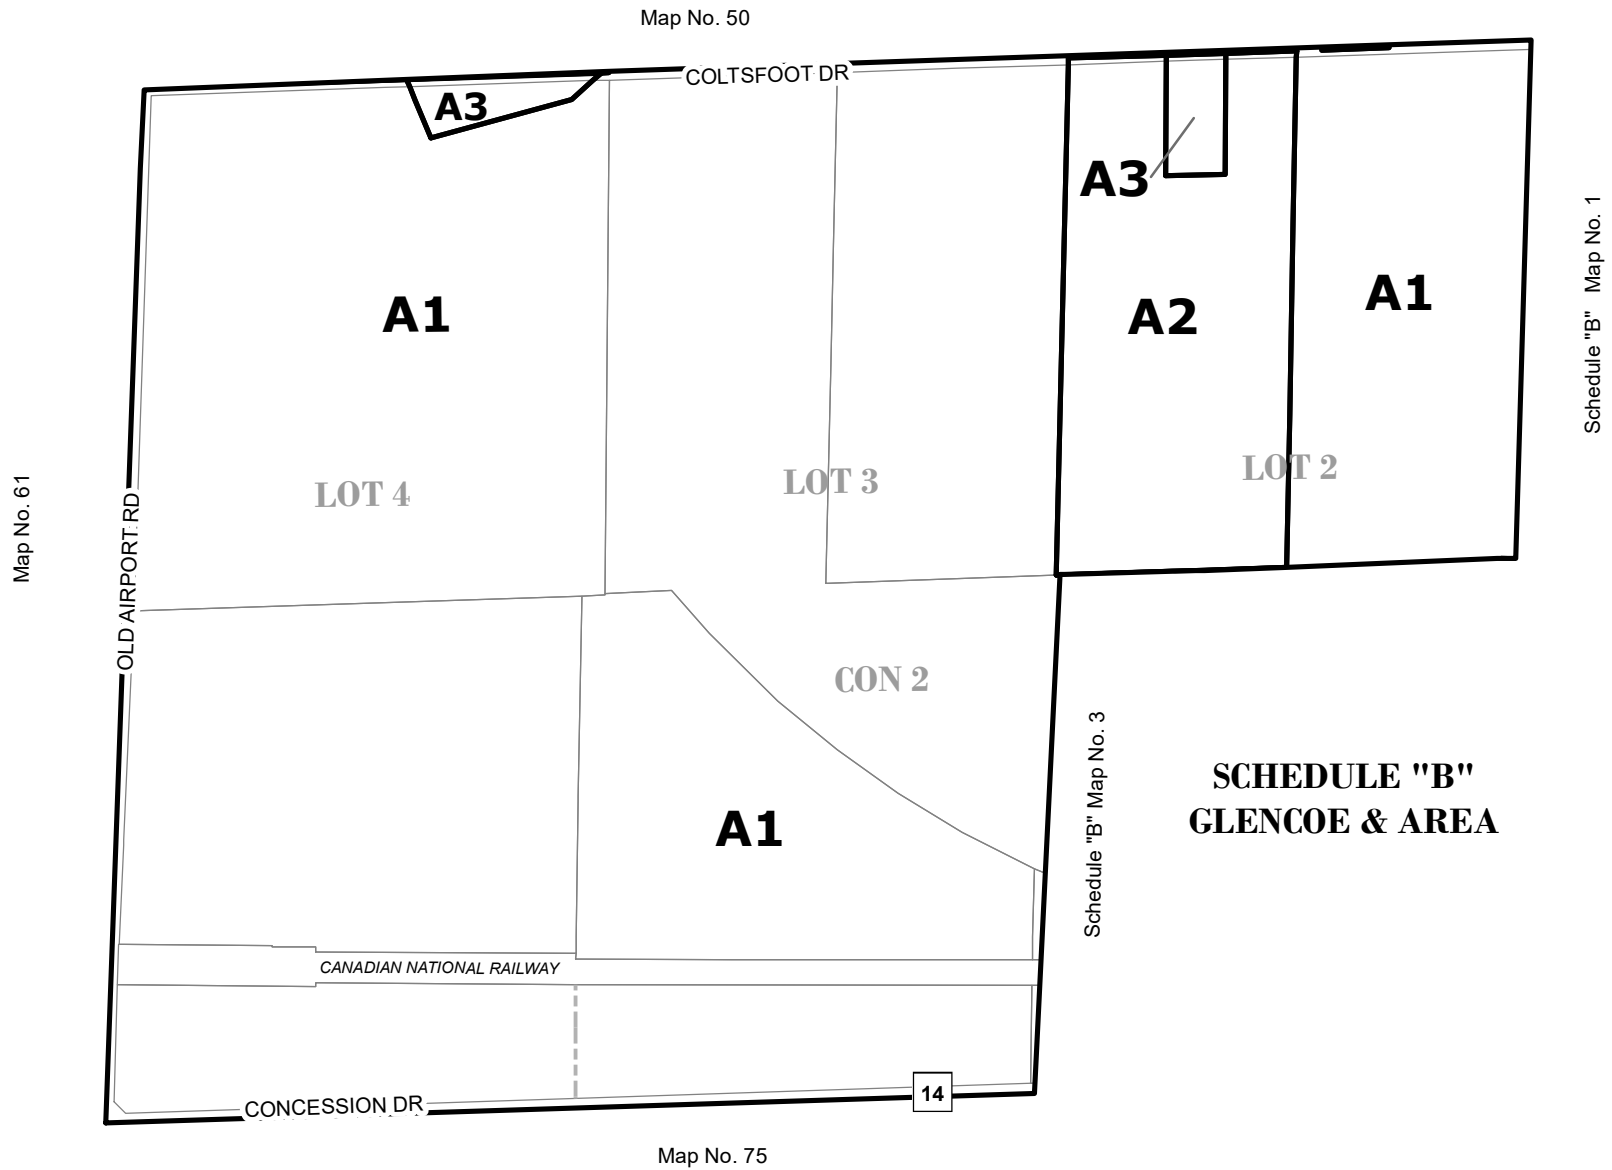 Map No. 50
COLTSFOOT DR
A3
A3
A1
A2
A1
Schedule "B"   Map No. 1
LOT 4
LOT 3
LOT 2
Map No. 61
OLD AIRPORT RD
CON 2
Schedule "B" Map No. 3
SCHEDULE "B"
GLENCOE & AREA
A1
CANADIAN NATIONAL RAILWAY
14
CONCESSION DR
Map No. 75